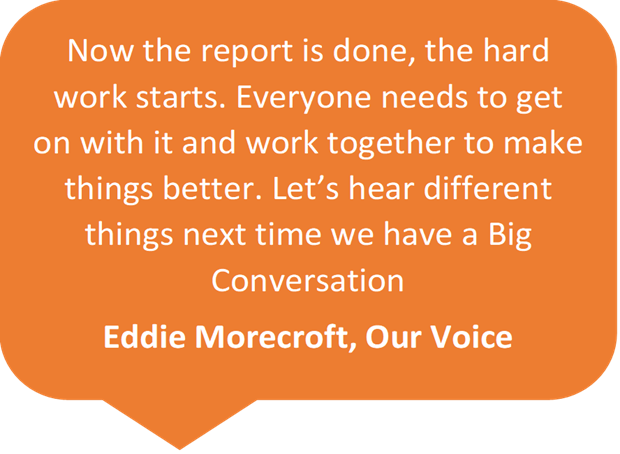 Now the report is done, the hard
work starts. Everyone needs to get
on with it and work together to make
things better. Let’s hear different
things next time we have a Big
Conversation
Eddie Morecroft, Our Voice